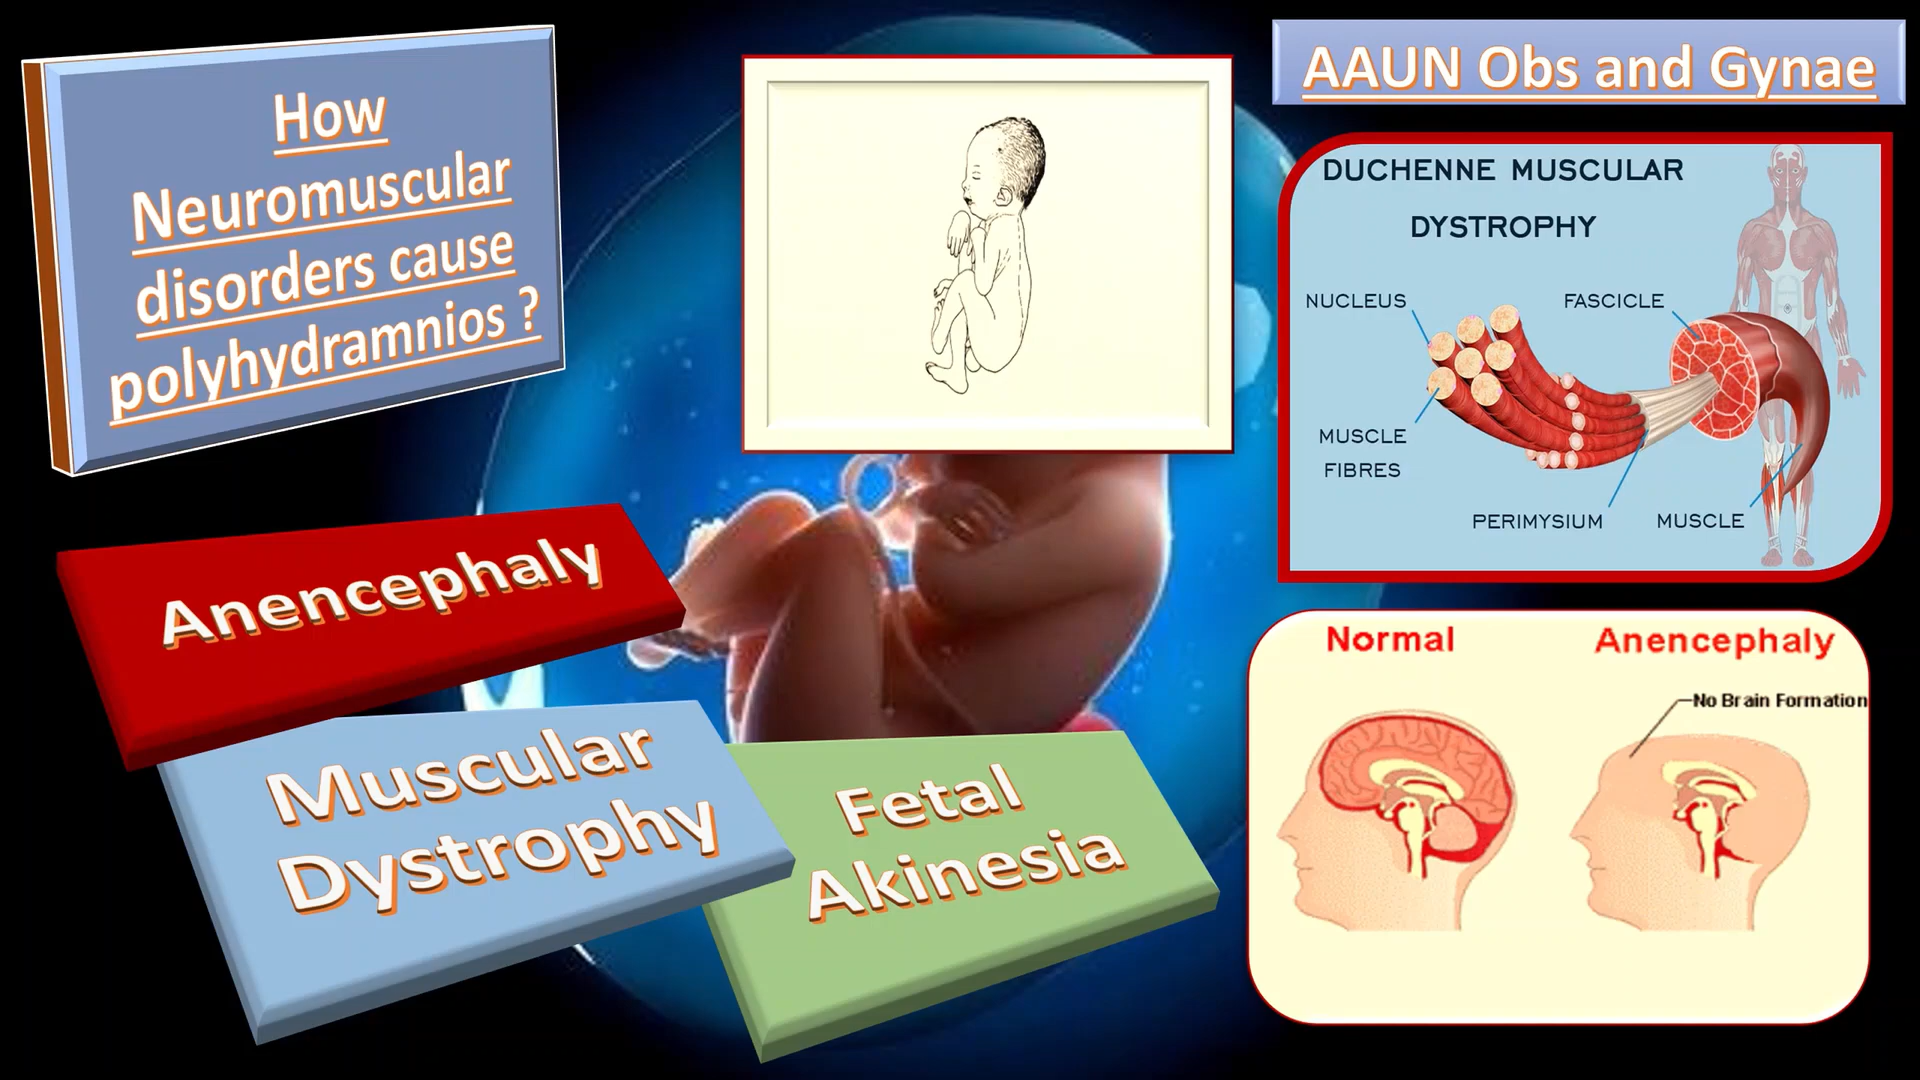 How
Neuromuscular
disorders cause
polyhydramnios ?
AAUN Obs and Gynae
DUCHENNE MUSCULAR
DYSTROPHY
NUCLEUS
FASCICLE
MUSCLE
FIBRES
PERIMYSIUM
MUSCLE
Anencephaly
Muscular
Dystrophy
Fetal
Akinesia
Normal
Anencephaly
No Brain Formation